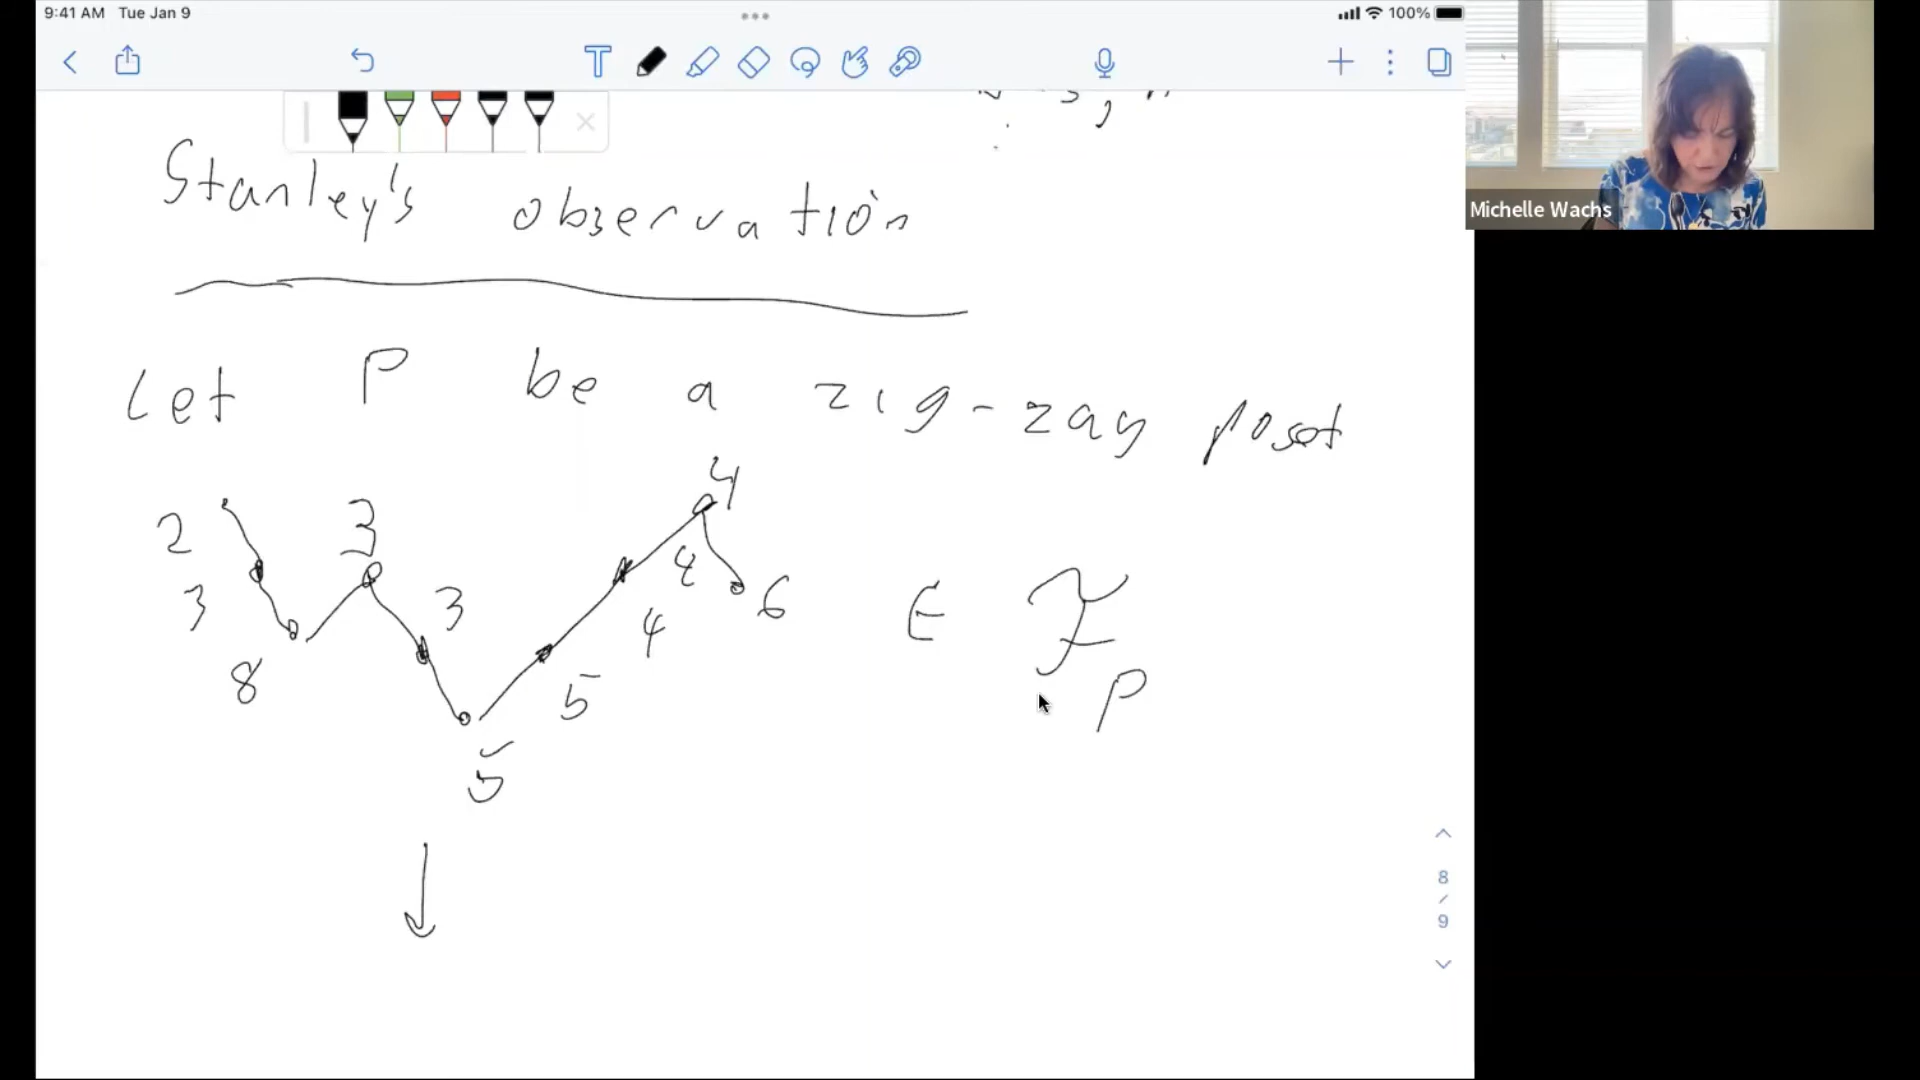 9:41 AM Tue Jan 9
100%
Michelle Wachs
Stanley's observation
Let P be a zig-zag poset
4
2 3
3 3 4 6
8 4
5
5
∈ F_P
8
/
9